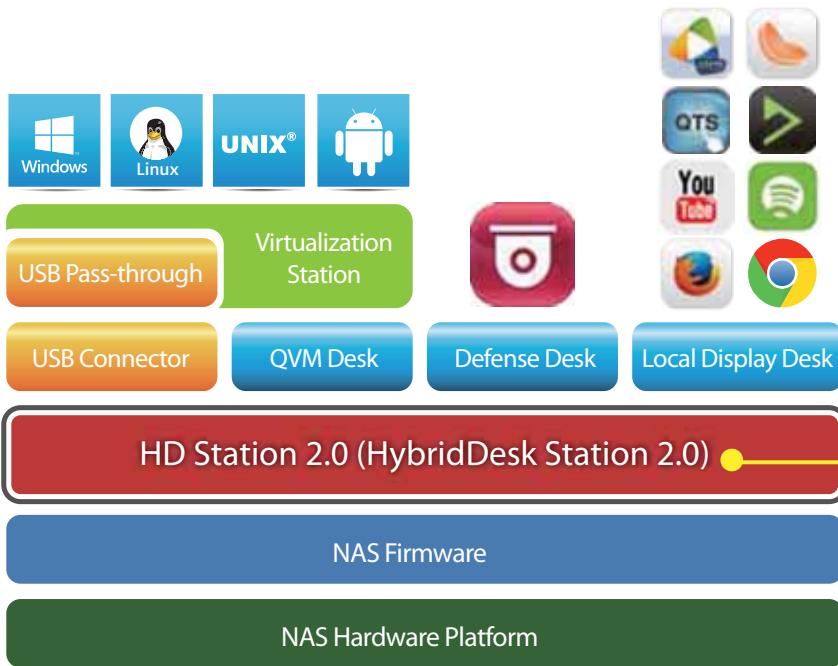 Windows
Linux
UNIX®
QTS
You
Tube
USB Pass-through
Virtualization
Station
USB Connector
QVM Desk
Defense Desk
Local Display Desk
HD Station 2.0 (HybridDesk Station 2.0)
NAS Firmware
NAS Hardware Platform